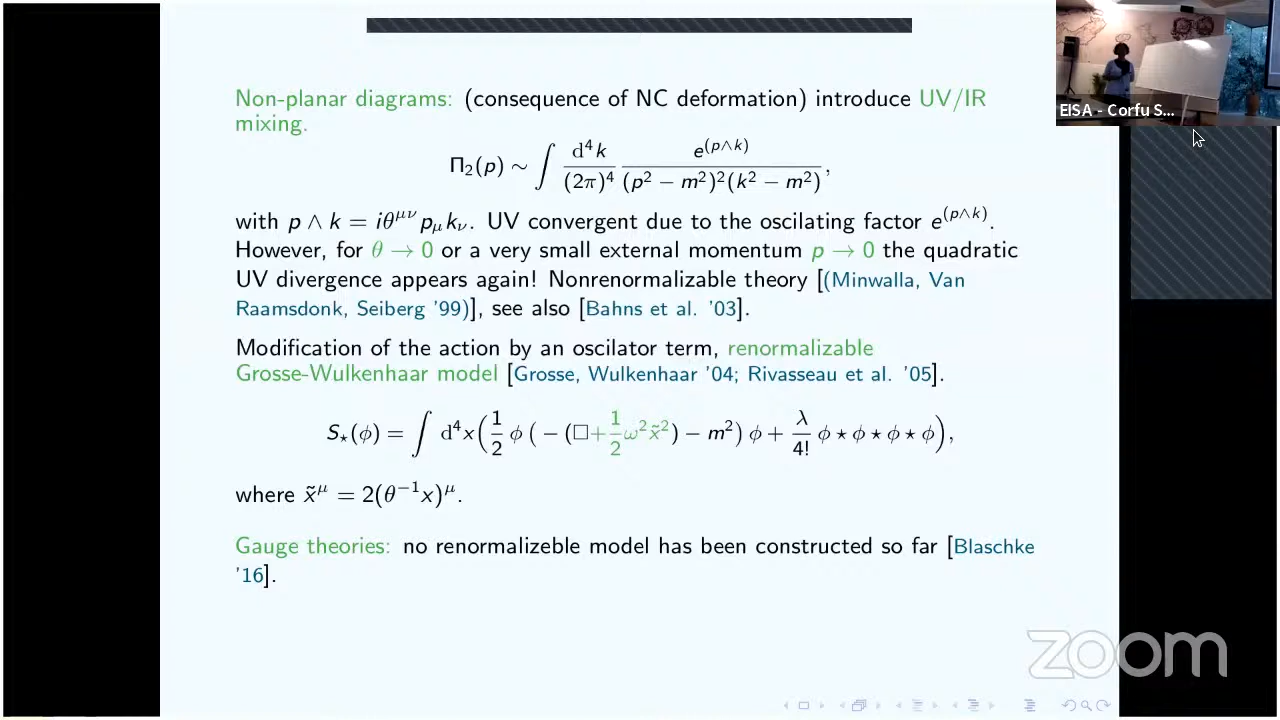 Non-planar diagrams: (consequence of NC deformation) introduce UV/IR
mixing.
Π₂(p) ∼ ∫ d⁴k/(2π)⁴ e^{(p∧k)}/((p² − m²)²(k² − m²)),
with p ∧ k = iθ^{μν}p_μk_ν. UV convergent due to the oscilating factor e^{(p∧k)}.
However, for θ → 0 or a very small external momentum p → 0 the quadratic
UV divergence appears again! Nonrenormalizable theory [(Minwalla, Van
Raamsdonk, Seiberg '99)], see also [Bahns et al. '03].
Modification of the action by an oscilator term, renormalizable
Grosse-Wulkenhaar model [Grosse, Wulkenhaar '04; Rivasseau et al. '05].
S⋆(ϕ) = ∫ d⁴x(1/2 ϕ (− (□+1/2 ω²x̃²) − m²) ϕ + λ/4! ϕ ⋆ ϕ ⋆ ϕ ⋆ ϕ),
where x̃^μ = 2(θ⁻¹x)^μ.
Gauge theories: no renormalizeble model has been constructed so far [Blaschke
'16].
EISA - Corfu S...
zoom